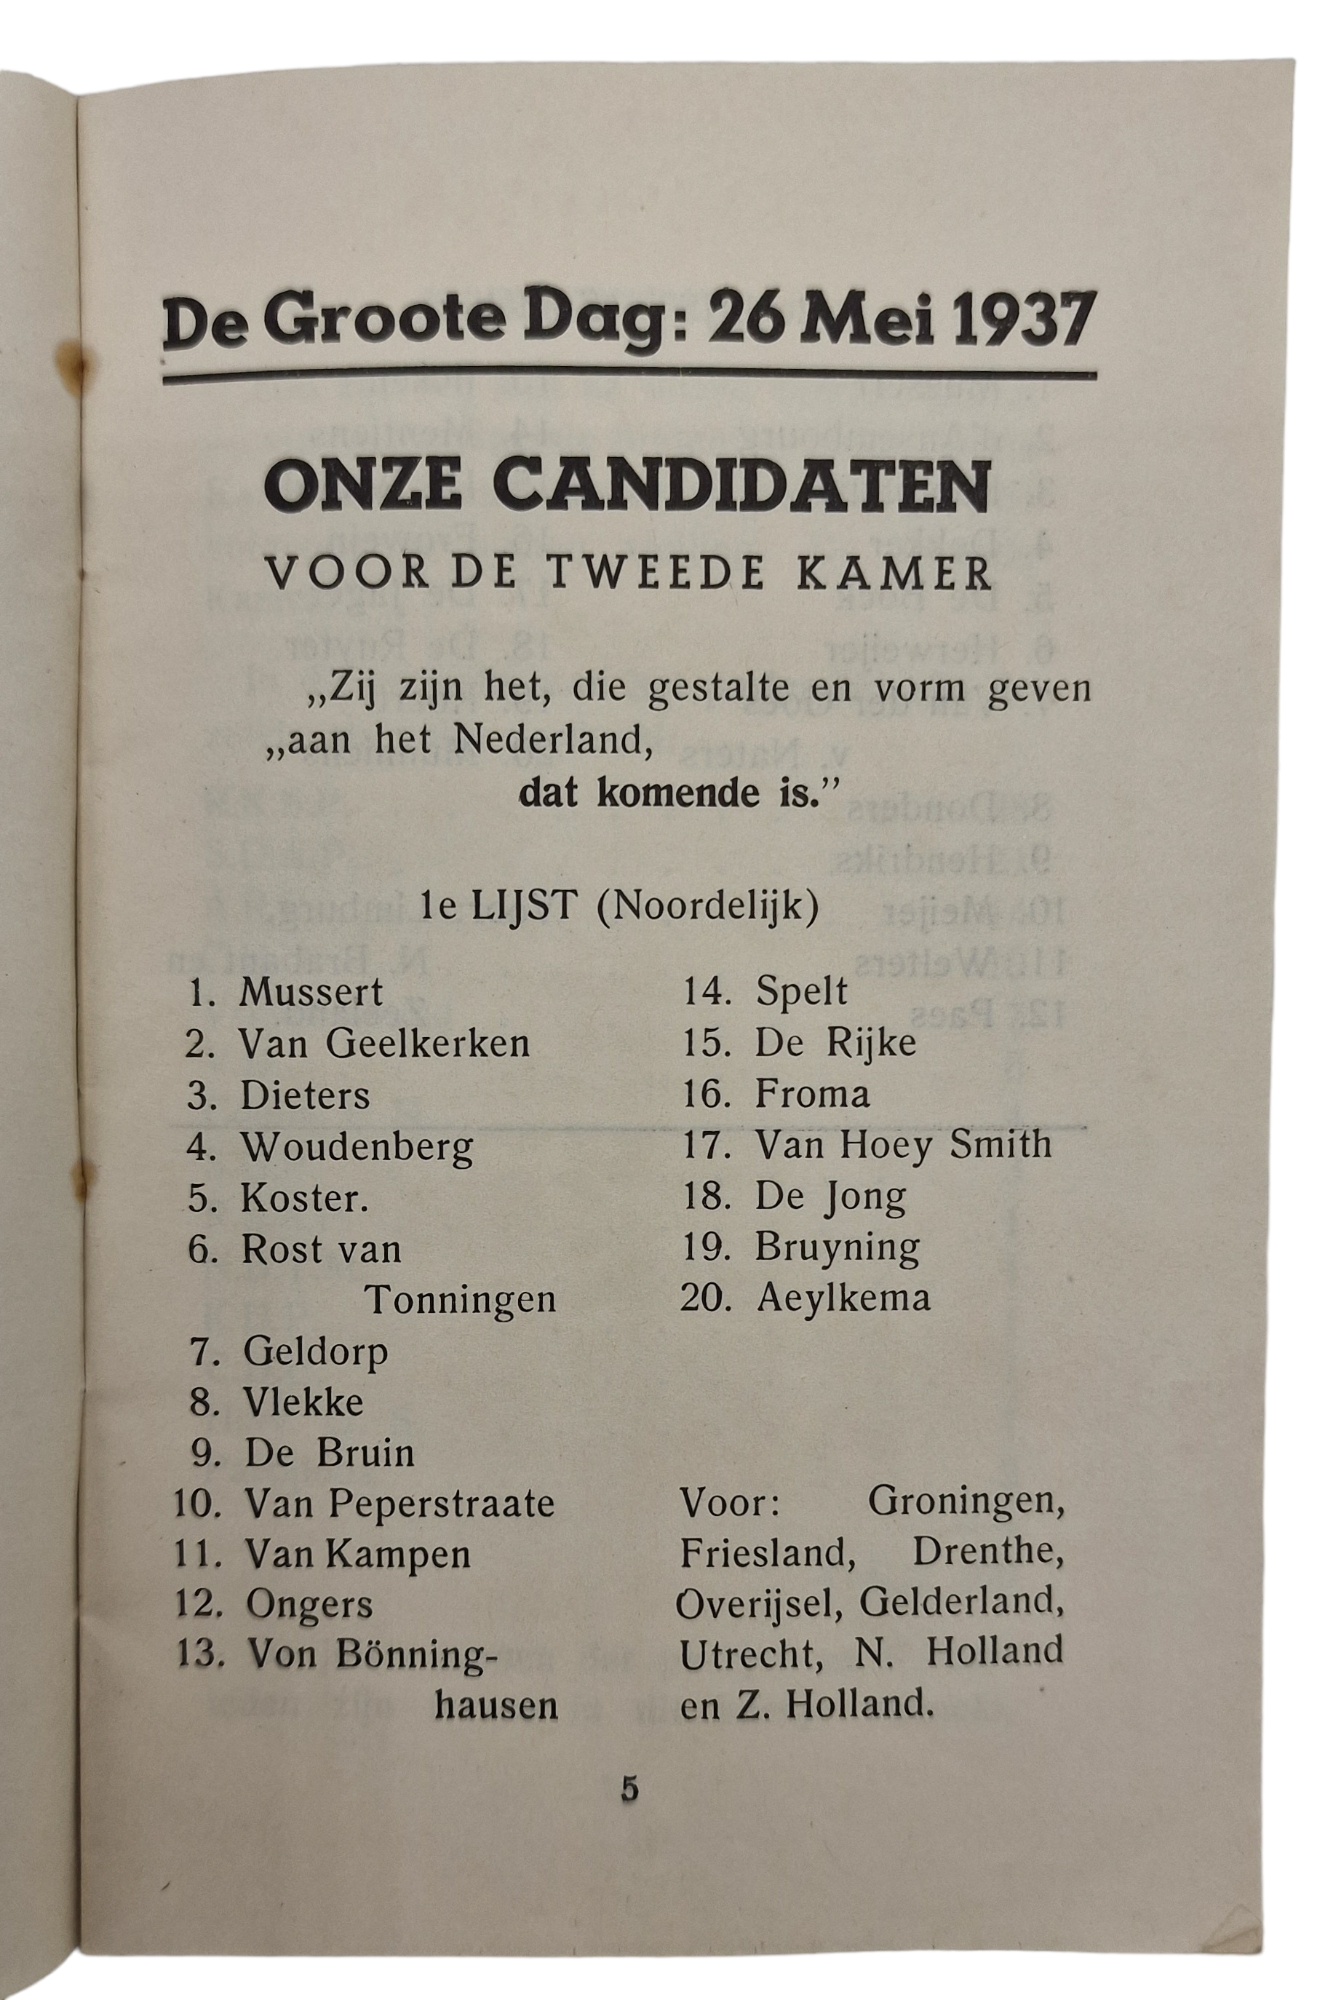 De Groote Dag: 26 Mei 1937
ONZE CANDIDATEN
VOOR DE TWEEDE KAMER
„Zij zijn het, die gestalte en vorm geven
„aan het Nederland,
dat komende is.”
1e LIJST (Noordelijk)
1. Mussert
2. Van Geelkerken
3. Dieters
4. Woudenberg
5. Koster.
6. Rost van
Tonningen
7. Geldorp
8. Vlekke
9. De Bruin
10. Van Peperstraate
11. Van Kampen
12. Ongers
13. Von Bönning-
hausen
14. Spelt
15. De Rijke
16. Froma
17. Van Hoey Smith
18. De Jong
19. Bruyning
20. Aeylkema
Voor: Groningen,
Friesland, Drenthe,
Overijsel, Gelderland,
Utrecht, N. Holland
en Z. Holland.
5